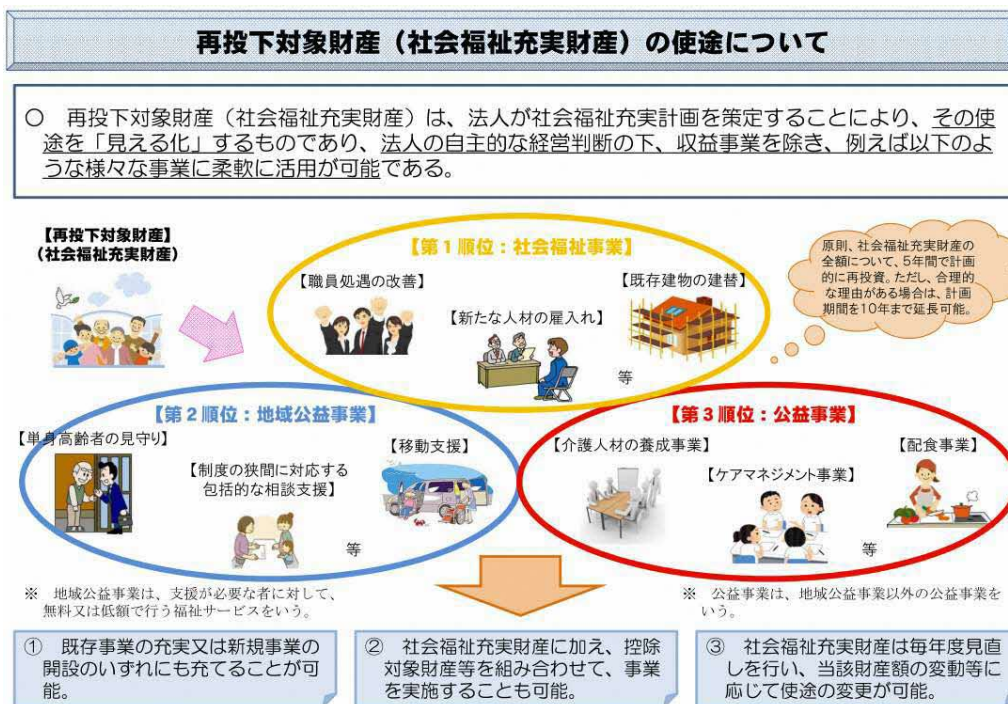 再投下対象財産（社会福祉充実財産）の使途について
○　再投下対象財産（社会福祉充実財産）は、法人が社会福祉充実計画を策定することにより、その使
途を「見える化」するものであり、法人の自主的な経営判断の下、収益事業を除き、例えば以下のよ
うな様々な事業に柔軟に活用が可能である。
【再投下対象財産】
（社会福祉充実財産）
【第１順位：社会福祉事業】
【職員処遇の改善】
【新たな人材の雇入れ】
【既存建物の建替】
等
原則、社会福祉充実財産の
全額について、５年間で計画
的に再投資。ただし、合理的
な理由がある場合は、計画
期間を10年まで延長可能。
【第２順位：地域公益事業】
【単身高齢者の見守り】
【制度の狭間に対応する
包括的な相談支援】
【移動支援】
等
※　地域公益事業は、支援が必要な者に対して、
無料又は低額で行う福祉サービスをいう。
【第３順位：公益事業】
【介護人材の養成事業】
【ケアマネジメント事業】
【配食事業】
等
※　公益事業は、地域公益事業以外の公益事業を
いう。
①　既存事業の充実又は新規事業の
開設のいずれにも充てることが可
能。
②　社会福祉充実財産に加え、控除
対象財産等を組み合わせて、事業
を実施することも可能。
③　社会福祉充実財産は毎年度見直
しを行い、当該財産額の変動等に
応じて使途の変更が可能。